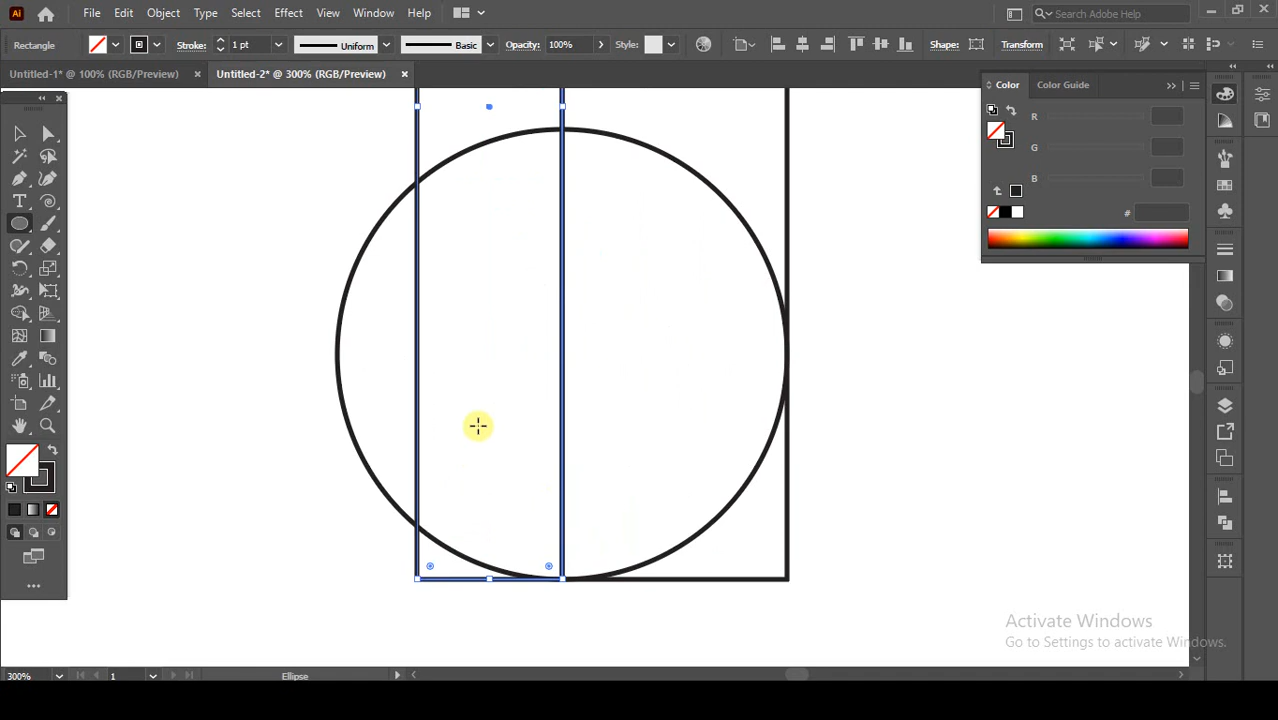 Ai File Edit Object Type Select Effect View Window Help Search Adobe Help
Rectangle Stroke: 1 pt Uniform Basic Opacity: 100% Style: Shape: Transform
Untitled-1* @ 100% (RGB/Preview) × Untitled-2* @ 300% (RGB/Preview) ×
Color Color Guide
R
G
B
#
T
Activate Windows
Go to Settings to activate Windows.
300% 1 Ellipse